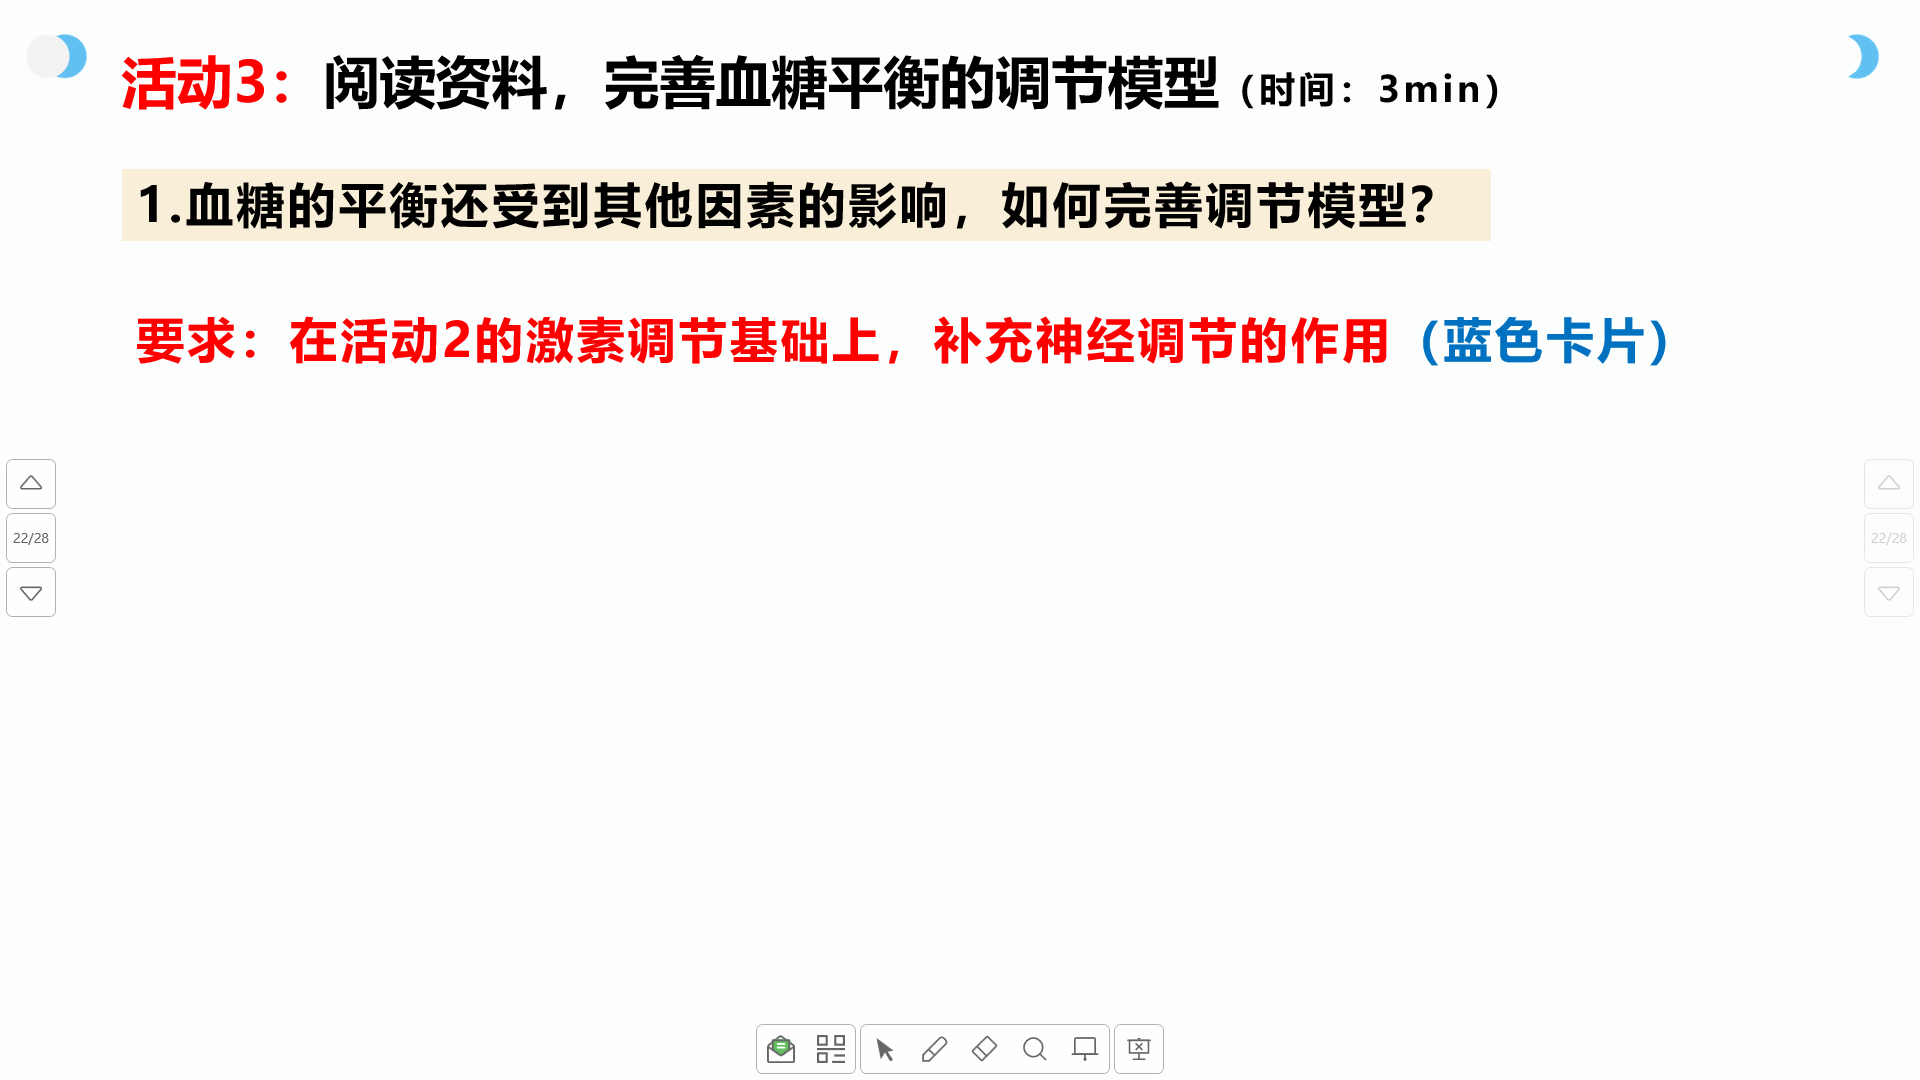 活动3：阅读资料，完善血糖平衡的调节模型（时间：3min）
1.血糖的平衡还受到其他因素的影响，如何完善调节模型？
要求：在活动2的激素调节基础上，补充神经调节的作用（蓝色卡片）
22/28
22/28